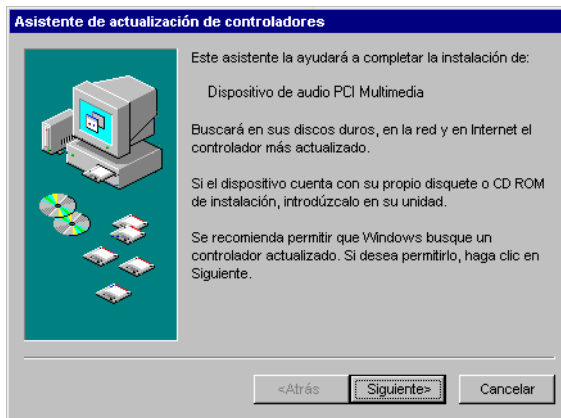 Asistente de actualización de controladores
Este asistente la ayudará a completar la instalación de:
Dispositivo de audio PCI Multimedia
Buscará en sus discos duros, en la red y en Internet el
controlador más actualizado.
Si el dispositivo cuenta con su propio disquete o CD ROM
de instalación, introdúzcalo en su unidad.
Se recomienda permitir que Windows busque un
controlador actualizado. Si desea permitirlo, haga clic en
Siguiente.
<Atrás
Siguiente>
Cancelar